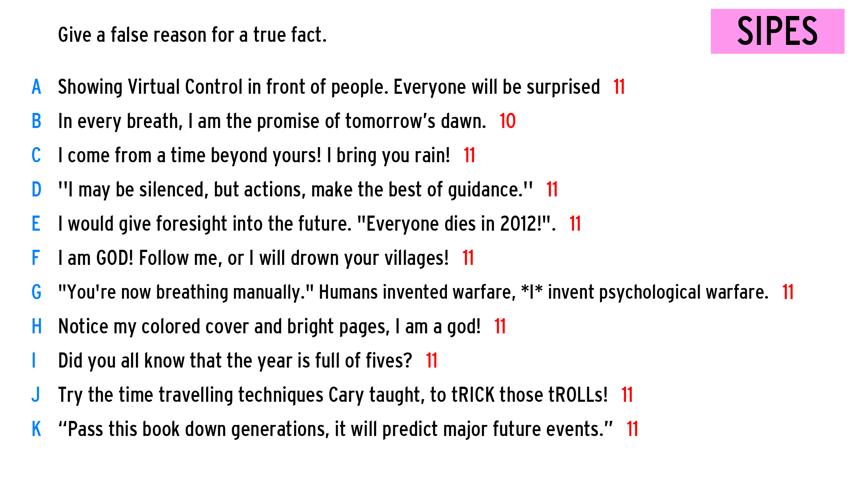 Give a false reason for a true fact.
SIPES
A Showing Virtual Control in front of people. Everyone will be surprised 11
B In every breath, I am the promise of tomorrow’s dawn. 10
C I come from a time beyond yours! I bring you rain! 11
D ''I may be silenced, but actions, make the best of guidance.'' 11
E I would give foresight into the future. "Everyone dies in 2012!". 11
F I am GOD! Follow me, or I will drown your villages! 11
G "You're now breathing manually." Humans invented warfare, *I* invent psychological warfare. 11
H Notice my colored cover and bright pages, I am a god! 11
I Did you all know that the year is full of fives? 11
J Try the time travelling techniques Cary taught, to tRICK those tROLLs! 11
K “Pass this book down generations, it will predict major future events.” 11